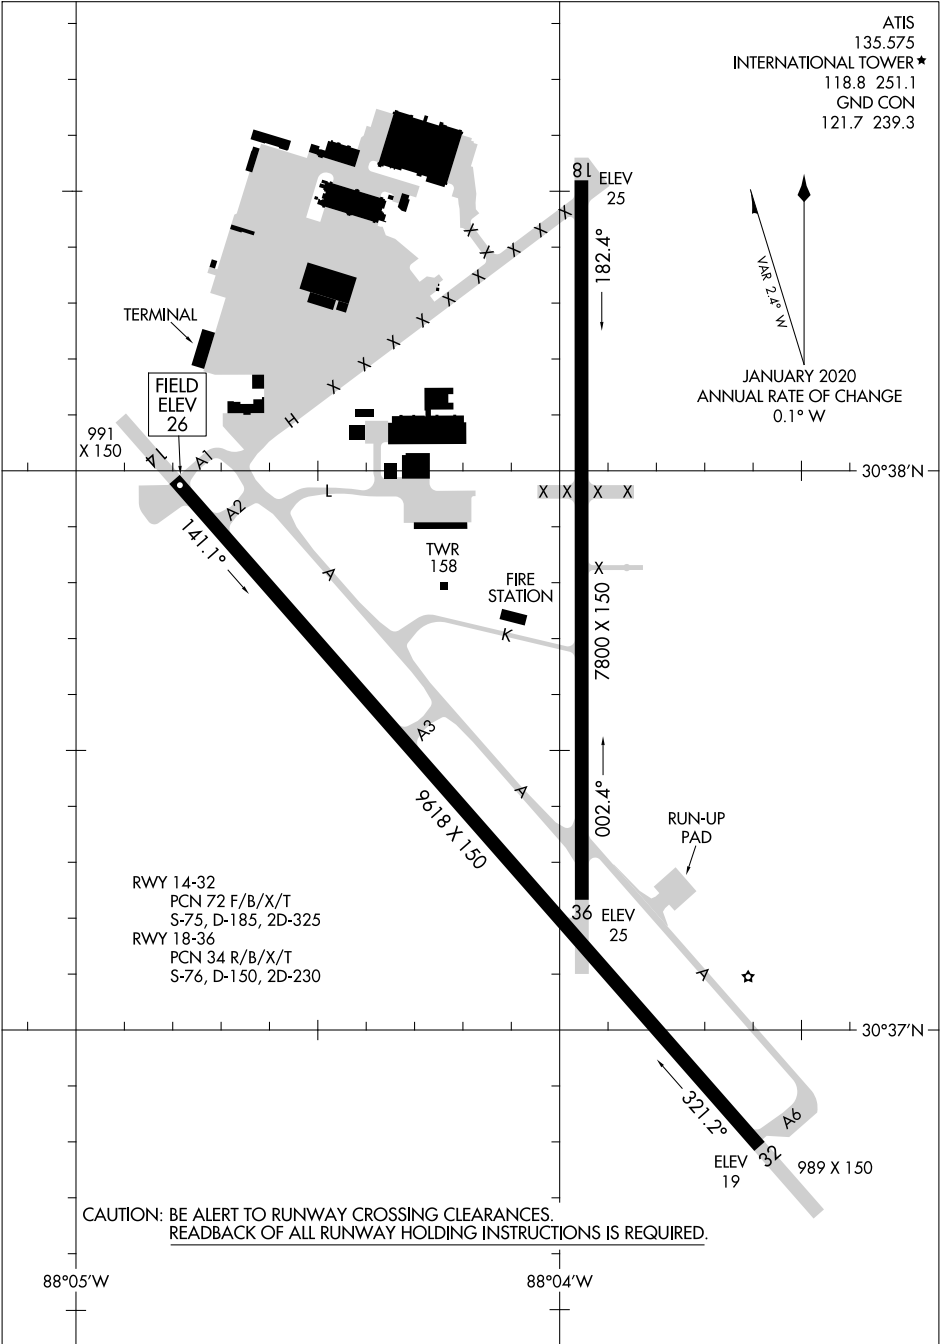 ATIS
135.575
INTERNATIONAL TOWER ★
118.8 251.1
GND CON
121.7 239.3
18
ELEV
25
182.4°
VAR 2.4° W
JANUARY 2020
ANNUAL RATE OF CHANGE
0.1° W
X X
X X X X X X X X X
TERMINAL
FIELD
ELEV
26
991
X 150
14
A1
H
30°38'N
A2
L
X X X X
141.1°
TWR
158
A
FIRE
STATION
X
K
7800 X 150
A3
A
9618 X 150
002.4°
RUN-UP
PAD
RWY 14-32
PCN 72 F/B/X/T
S-75, D-185, 2D-325
RWY 18-36
PCN 34 R/B/X/T
S-76, D-150, 2D-230
36
ELEV
25
A
30°37'N
321.2°
A6
32
ELEV
19
989 X 150
CAUTION: BE ALERT TO RUNWAY CROSSING CLEARANCES.
READBACK OF ALL RUNWAY HOLDING INSTRUCTIONS IS REQUIRED.
88°05'W
88°04'W